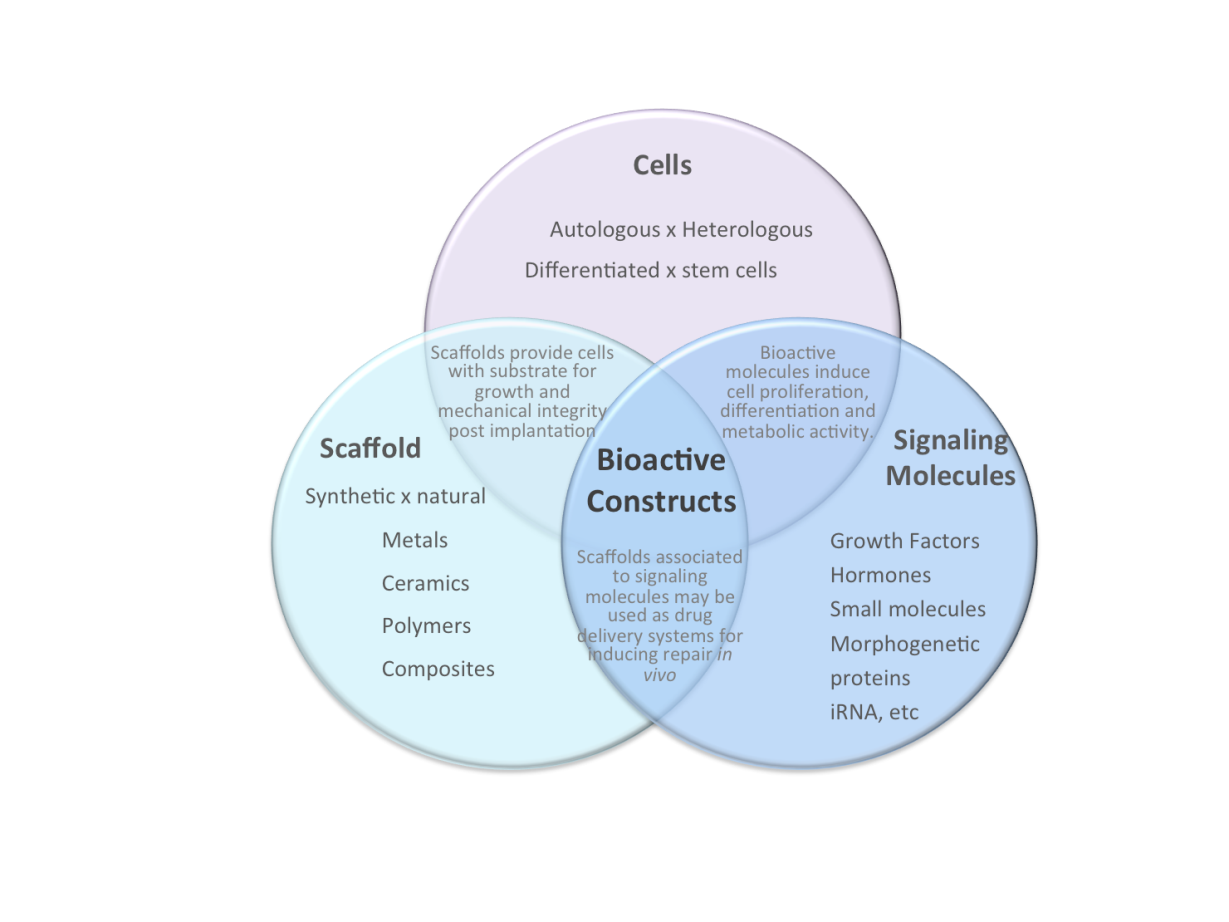 Cells
Autologous x Heterologous
Differentiated x stem cells
Scaffolds provide cells
with substrate for
growth and
mechanical integrity
post implantation
Bioactive
molecules induce
cell proliferation,
differentiation and
metabolic activity.
Scaffold
Synthetic x natural
Metals
Ceramics
Polymers
Composites
Bioactive
Constructs
Scaffolds associated
to signaling
molecules may be
used as drug
delivery systems for
inducing repair in
vivo
Signaling
Molecules
Growth Factors
Hormones
Small molecules
Morphogenetic
proteins
iRNA, etc